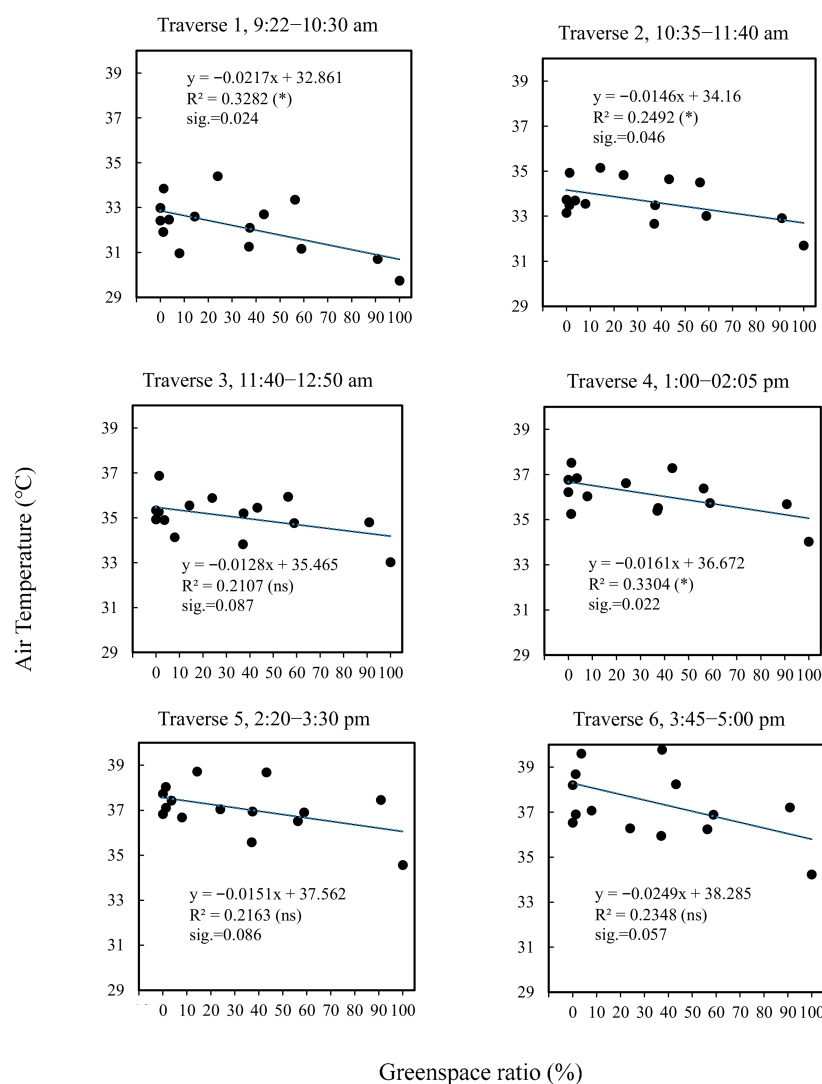 Traverse 1, 9:22−10:30 am
39
37
35
33
31
29
y = −0.0217x + 32.861
R² = 0.3282 (*)
sig.=0.024
0 10 20 30 40 50 60 70 80 90 100
Traverse 2, 10:35−11:40 am
39
37
35
33
31
29
y = −0.0146x + 34.16
R² = 0.2492 (*)
sig.=0.046
0 10 20 30 40 50 60 70 80 90 100
Traverse 3, 11:40−12:50 am
39
37
35
33
31
29
y = −0.0128x + 35.465
R² = 0.2107 (ns)
sig.=0.087
0 10 20 30 40 50 60 70 80 90 100
Traverse 4, 1:00−02:05 pm
39
37
35
33
31
29
y = −0.0161x + 36.672
R² = 0.3304 (*)
sig.=0.022
0 10 20 30 40 50 60 70 80 90 100
Air Temperature (°C)
Traverse 5, 2:20−3:30 pm
39
37
35
33
31
29
y = −0.0151x + 37.562
R² = 0.2163 (ns)
sig.=0.086
0 10 20 30 40 50 60 70 80 90 100
Traverse 6, 3:45−5:00 pm
39
37
35
33
31
29
y = −0.0249x + 38.285
R² = 0.2348 (ns)
sig.=0.057
0 10 20 30 40 50 60 70 80 90 100
Greenspace ratio (%)